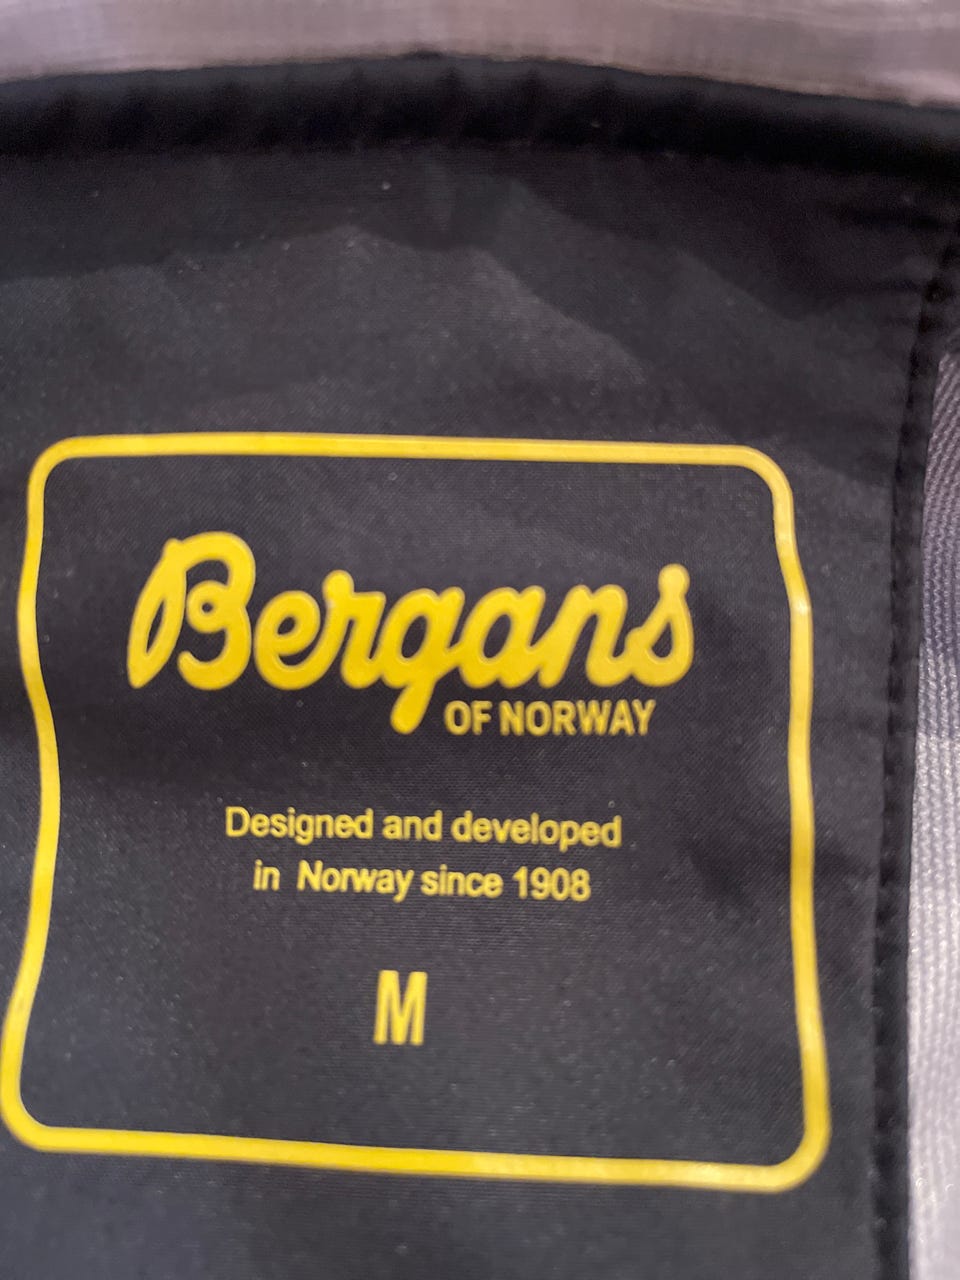 Bergans
OF NORWAY
Designed and developed
in Norway since 1908
M